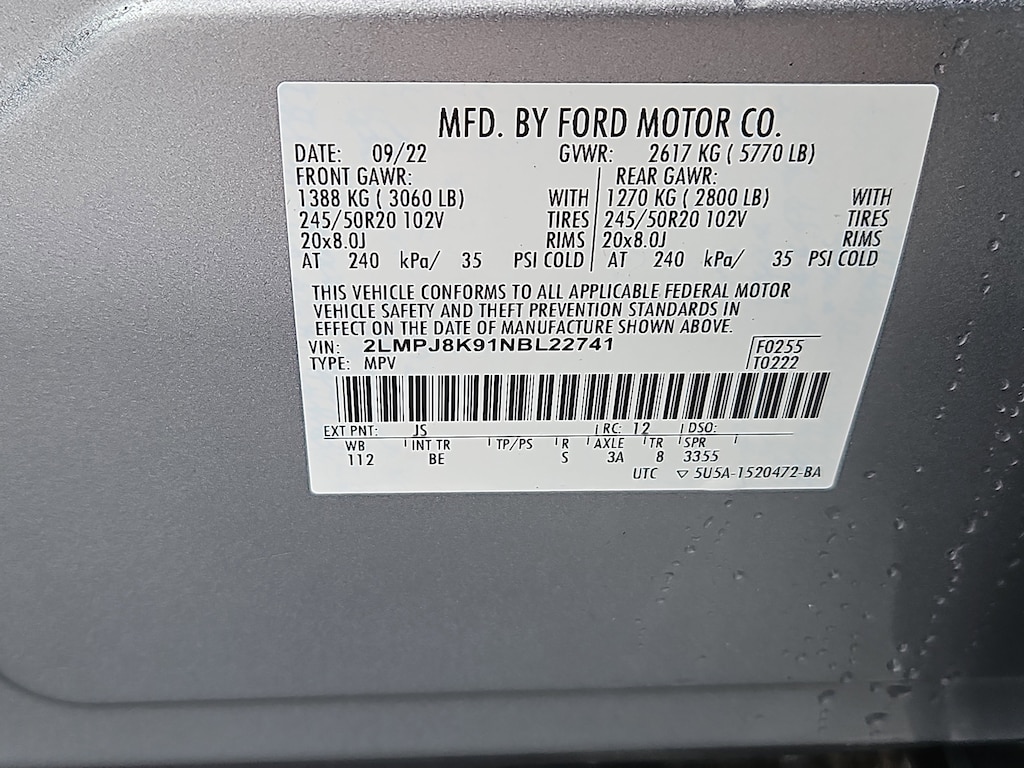 MFD. BY FORD MOTOR CO.
DATE: 09/22 GVWR: 2617 KG ( 5770 LB)
FRONT GAWR: REAR GAWR:
1388 KG ( 3060 LB) WITH 1270 KG ( 2800 LB) WITH
245/50R20 102V TIRES 245/50R20 102V TIRES
20x8.0J RIMS 20x8.0J RIMS
AT 240 kPa/ 35 PSI COLD AT 240 kPa/ 35 PSI COLD
THIS VEHICLE CONFORMS TO ALL APPLICABLE FEDERAL MOTOR
VEHICLE SAFETY AND THEFT PREVENTION STANDARDS IN
EFFECT ON THE DATE OF MANUFACTURE SHOWN ABOVE.
VIN: 2LMPJ8K91NBL22741 F0255
TYPE: MPV T0222
EXT PNT: JS RC: 12 DSO:
WB INT TR TP/PS R AXLE TR SPR
112 BE S 3A 8 3355
UTC ▽ 5U5A-1520472-BA